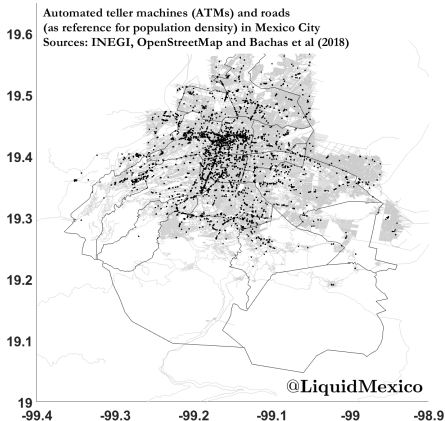 Automated teller machines (ATMs) and roads
(as reference for population density) in Mexico City
Sources: INEGI, OpenStreetMap and Bachas et al (2018)
19.6
19.5
19.4
19.3
19.2
19.1
19
@LiquidMexico
-99.4 -99.3 -99.2 -99.1 -99 -98.9